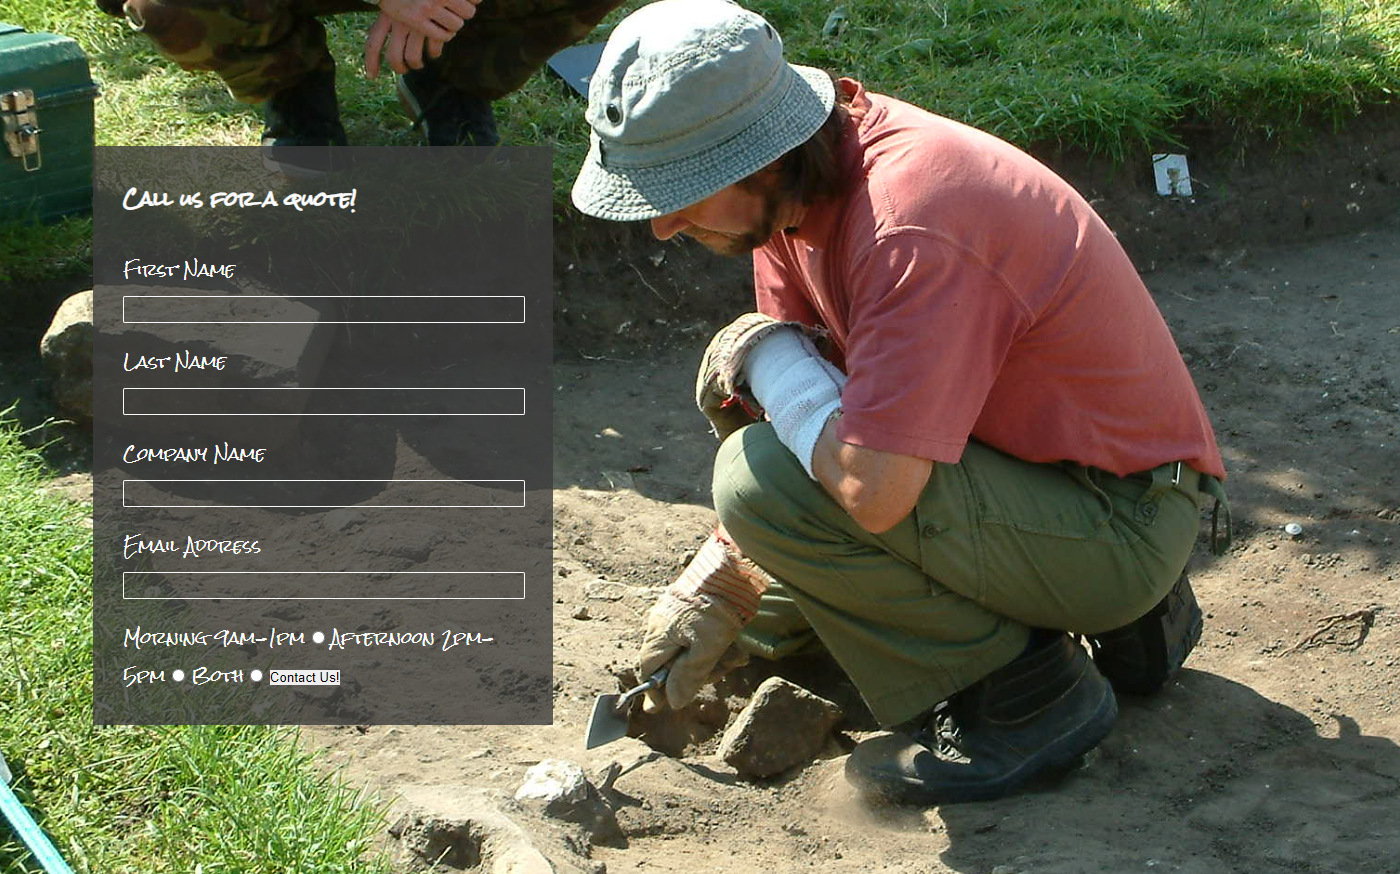 Call us for a quote!
First Name
Last Name
Company Name
Email Address
Morning 9am-1pm Afternoon 2pm-
5pm Both Contact Us!